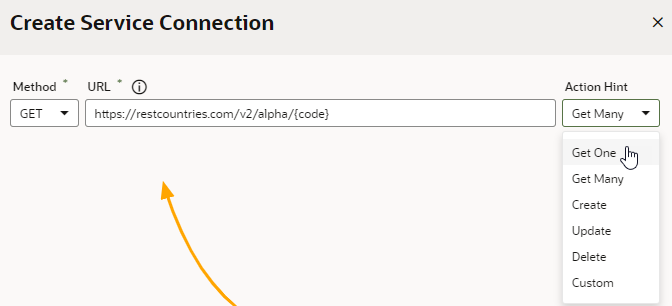 Create Service Connection
Method * URL * Action Hint
GET https://restcountries.com/v2/alpha/{code} Get Many
Get One
Get Many
Create
Update
Delete
Custom